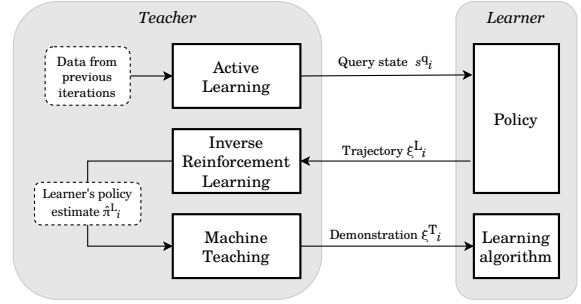 Teacher
Learner
Data from
previous
iterations
Active
Learning
Query state s^q_i
Policy
Inverse
Reinforcement
Learning
Trajectory ξ^L_i
Learner's policy
estimate π̂^L_i
Machine
Teaching
Demonstration ξ^T_i
Learning
algorithm